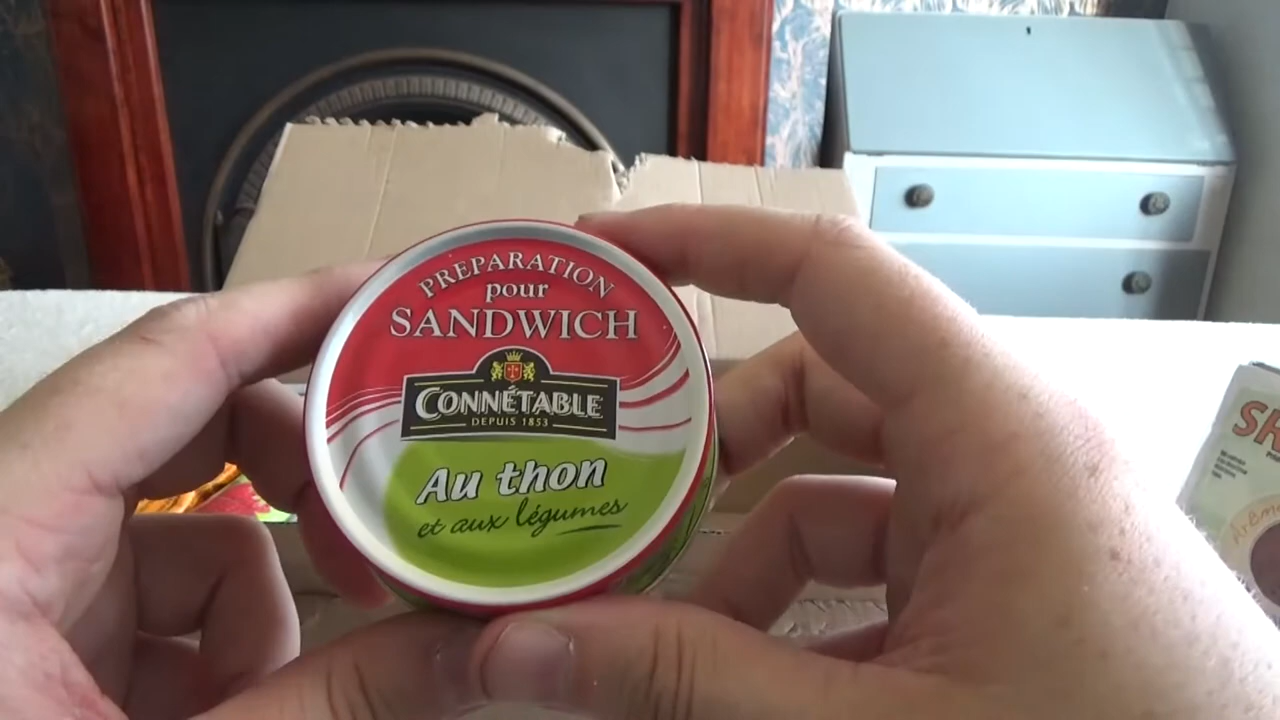 PREPARATION
pour
SANDWICH
CONNÉTABLE
DEPUIS 1853
Au thon
et aux légumes